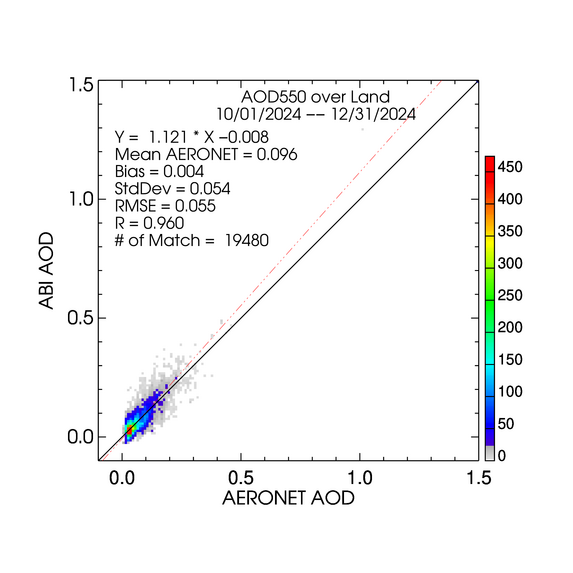 AOD550 over Land
10/01/2024 –– 12/31/2024
Y = 1.121 * X –0.008
Mean AERONET = 0.096
Bias = 0.004
StdDev = 0.054
RMSE = 0.055
R = 0.960
# of Match = 19480
1.5
1.0
0.5
0.0
ABI AOD
0.0 0.5 1.0 1.5
AERONET AOD
450
400
350
300
250
200
150
100
50
0